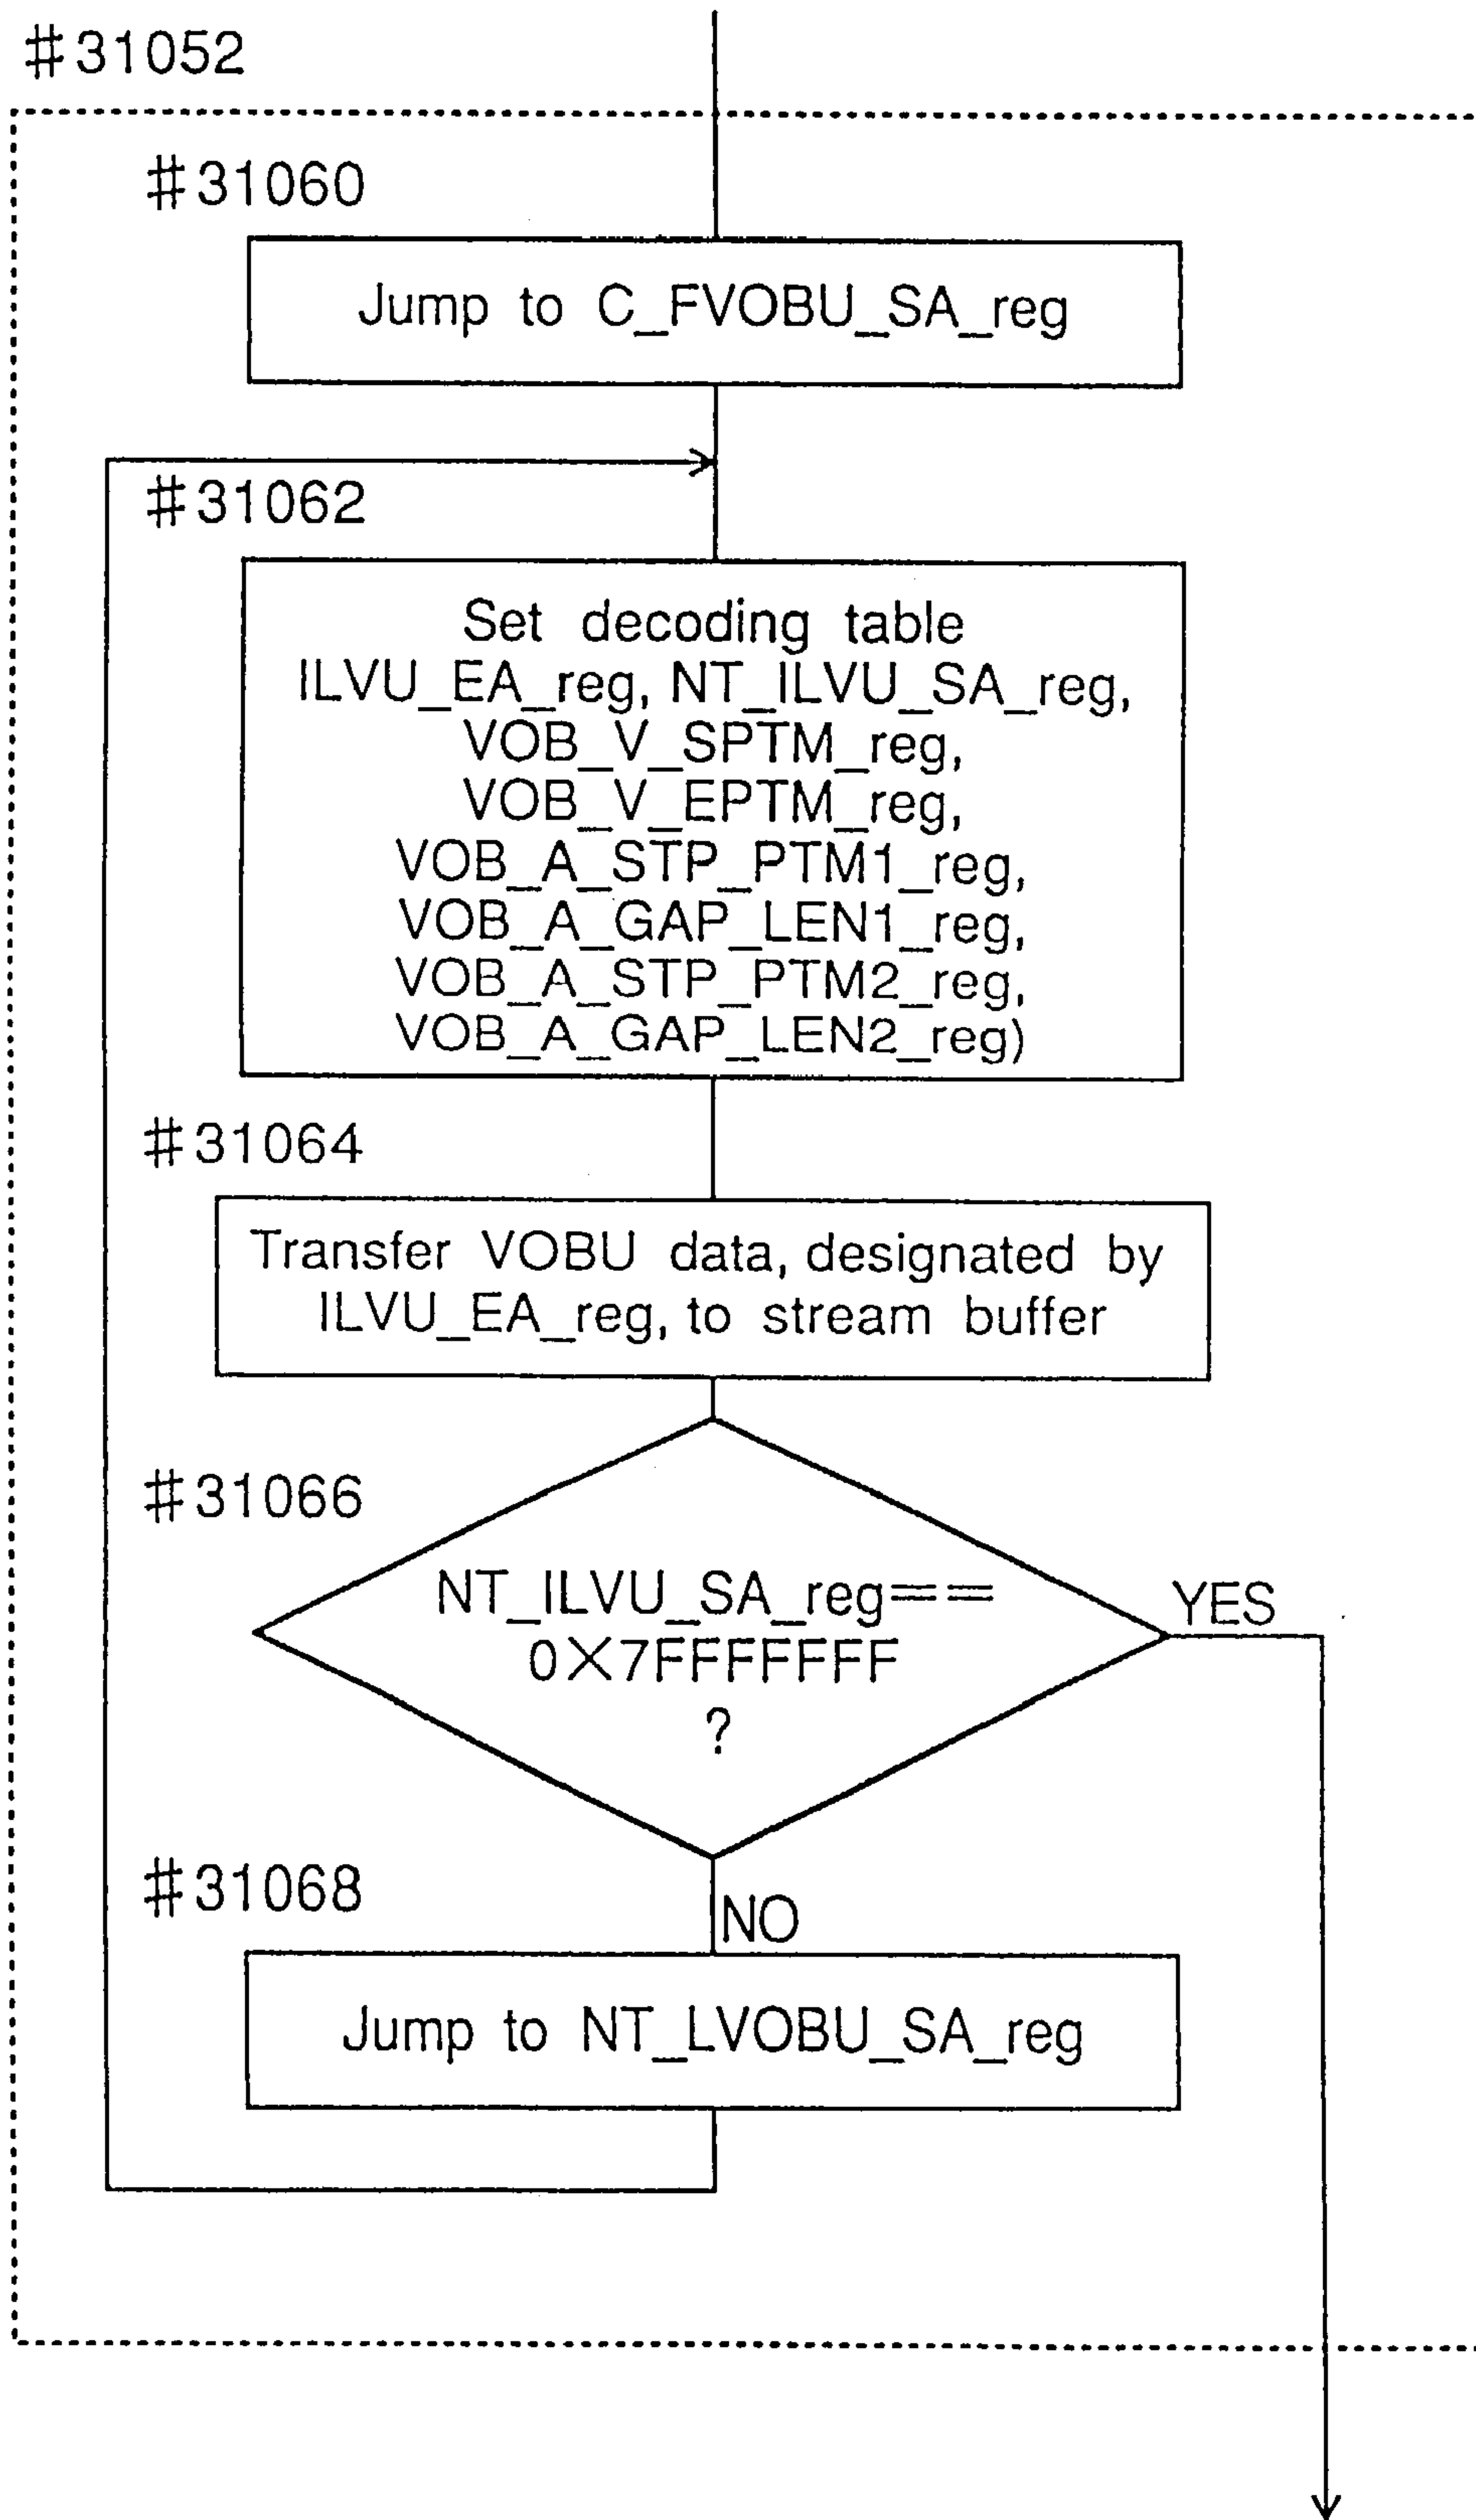 #31052
#31060
Jump to C_FVOBU_SA_reg
#31062
Set decoding table
ILVU_EA_reg, NT_ILVU_SA_reg,
VOB_V_SPTM_reg,
VOB_V_EPTM_reg,
VOB_A_STP_PTM1_reg,
VOB_A_GAP_LEN1_reg,
VOB_A_STP_PTM2_reg,
VOB_A_GAP_LEN2_reg)
#31064
Transfer VOBU data, designated by
ILVU_EA_reg, to stream buffer
#31066
NT_ILVU_SA_reg==
0X7FFFFFFF
?
YES
#31068
NO
Jump to NT_LVOBU_SA_reg